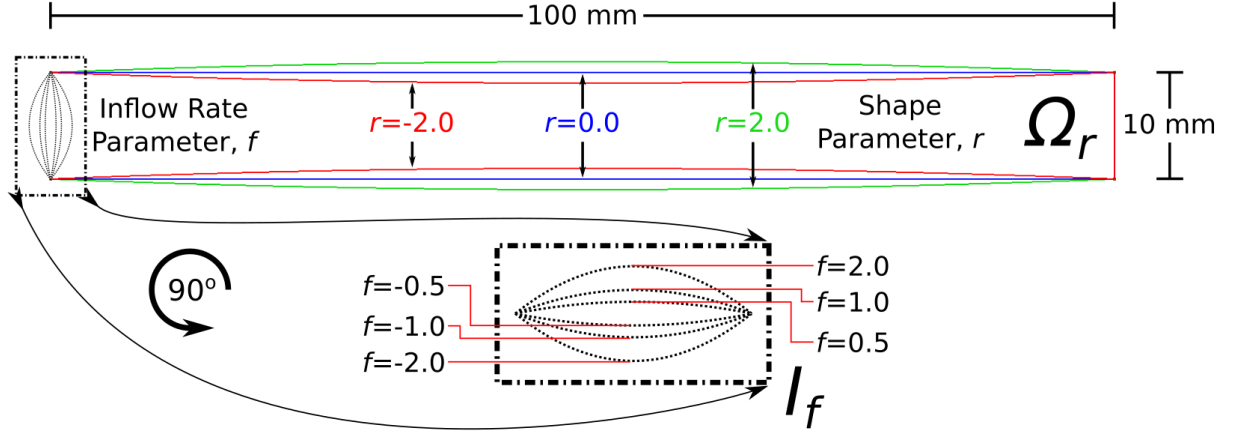 100 mm
Inflow Rate
Parameter, f
r=-2.0
r=0.0
r=2.0
Shape
Parameter, r
Ωr
10 mm
90o
f=-0.5
f=-1.0
f=-2.0
f=2.0
f=1.0
f=0.5
If